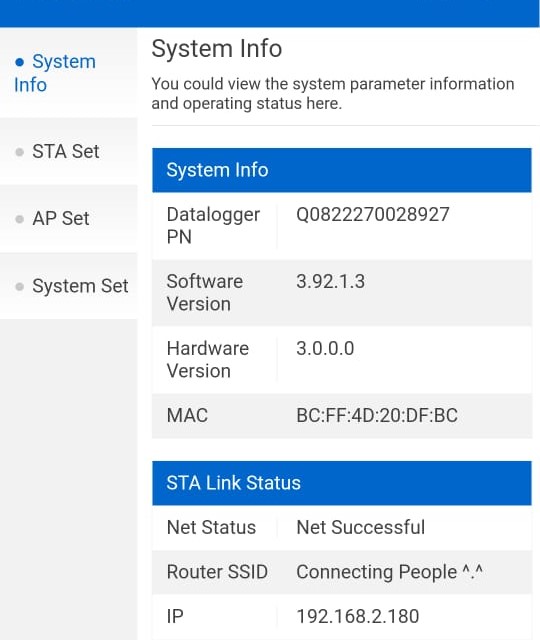 System Info
You could view the system parameter information
and operating status here.
System
Info
STA Set
AP Set
System Set
System Info
Datalogger PN Q0822270028927
Software Version 3.92.1.3
Hardware Version 3.0.0.0
MAC BC:FF:4D:20:DF:BC
STA Link Status
Net Status Net Successful
Router SSID Connecting People ^.^
IP 192.168.2.180